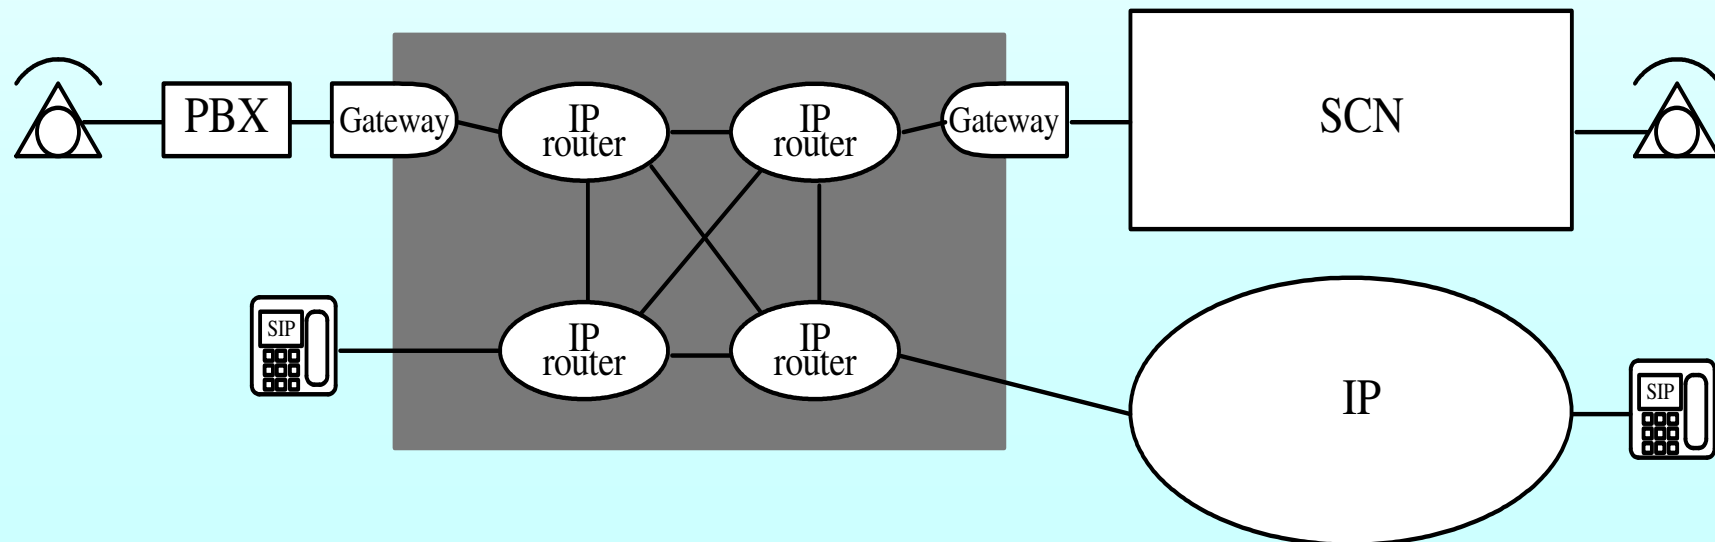 PBX
Gateway
IP
router
IP
router
Gateway
SCN
SIP
IP
router
IP
router
IP
SIP